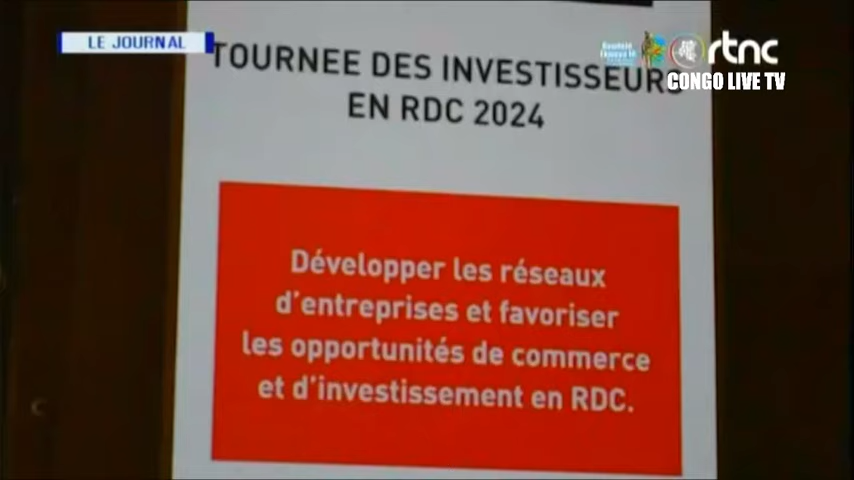 LE JOURNAL
rtnc
CONGO LIVE TV
TOURNEE DES INVESTISSEURS
EN RDC 2024
Développer les réseaux
d'entreprises et favoriser
les opportunités de commerce
et d'investissement en RDC.